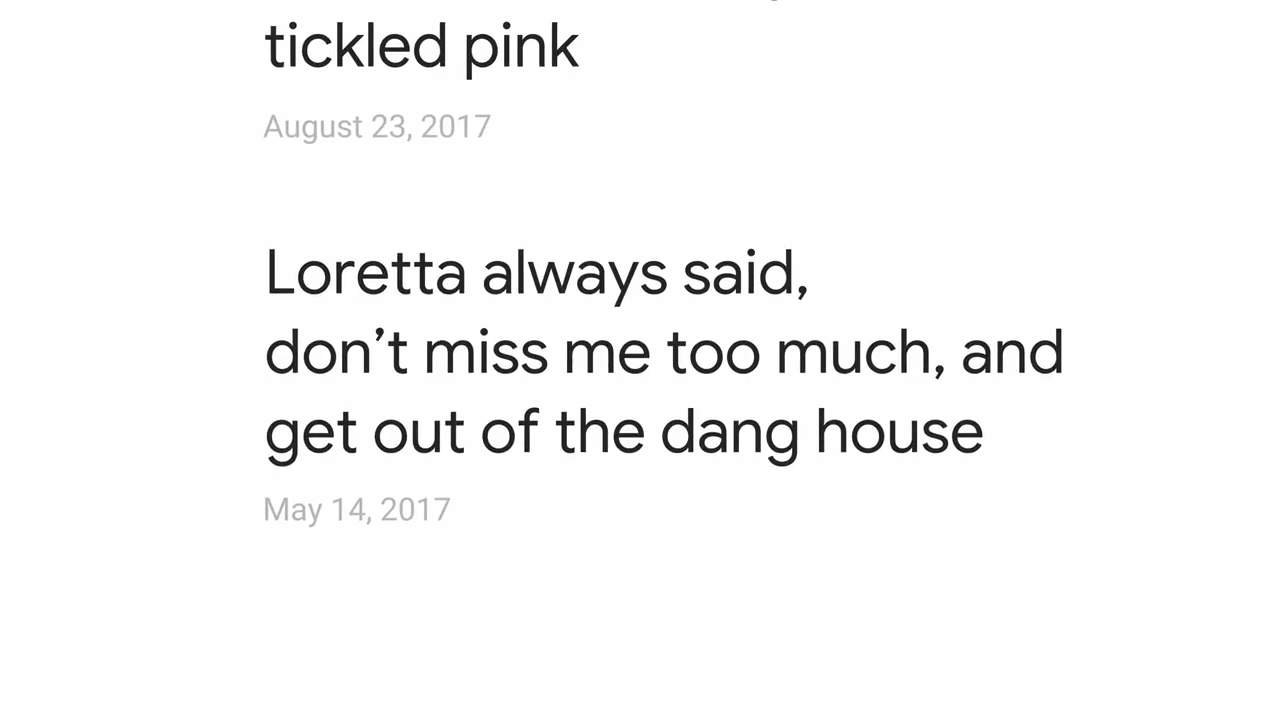 tickled pink
August 23, 2017
Loretta always said,
don’t miss me too much, and
get out of the dang house
May 14, 2017